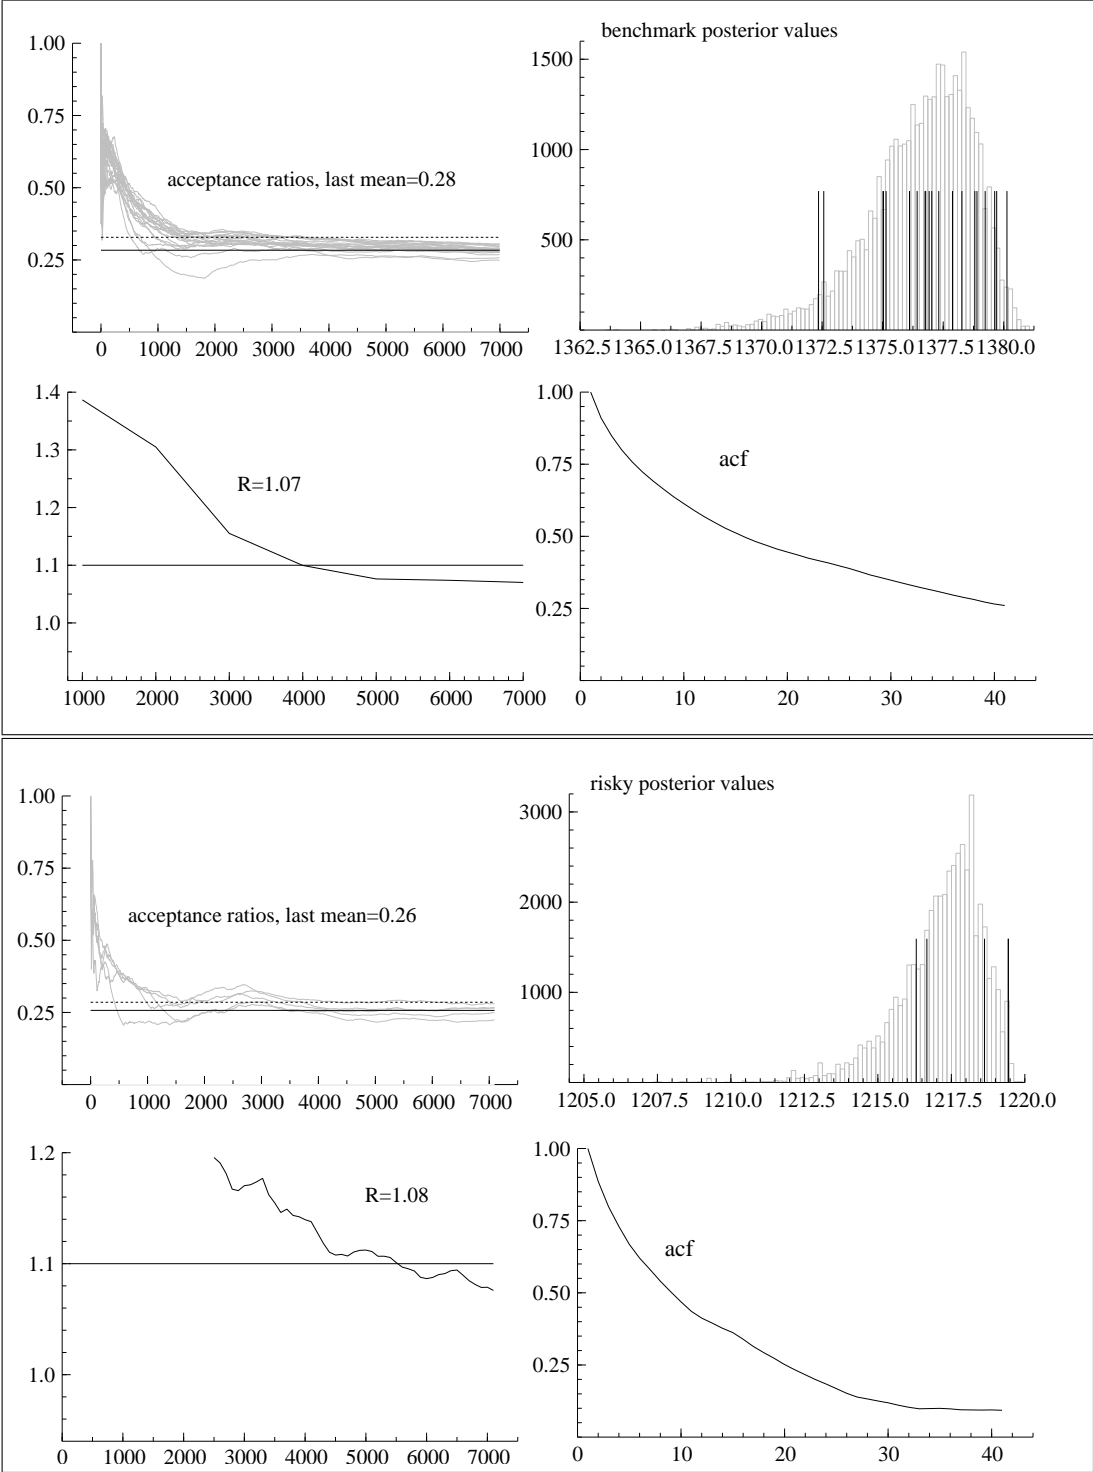 benchmark posterior values
1.00
0.75
0.50
0.25
acceptance ratios, last mean=0.28
0 1000 2000 3000 4000 5000 6000 7000
1500
1000
500
1362.5 1365.0 1367.5 1370.0 1372.5 1375.0 1377.5 1380.0
1.4
1.3
1.2
1.1
1.0
R=1.07
1000 2000 3000 4000 5000 6000 7000
1.00
0.75
0.50
0.25
acf
0 10 20 30 40
1.00
0.75
0.50
0.25
acceptance ratios, last mean=0.26
0 1000 2000 3000 4000 5000 6000 7000
risky posterior values
3000
2000
1000
1205.0 1207.5 1210.0 1212.5 1215.0 1217.5 1220.0
1.2
1.1
1.0
R=1.08
0 1000 2000 3000 4000 5000 6000 7000
1.00
0.75
0.50
0.25
acf
0 10 20 30 40